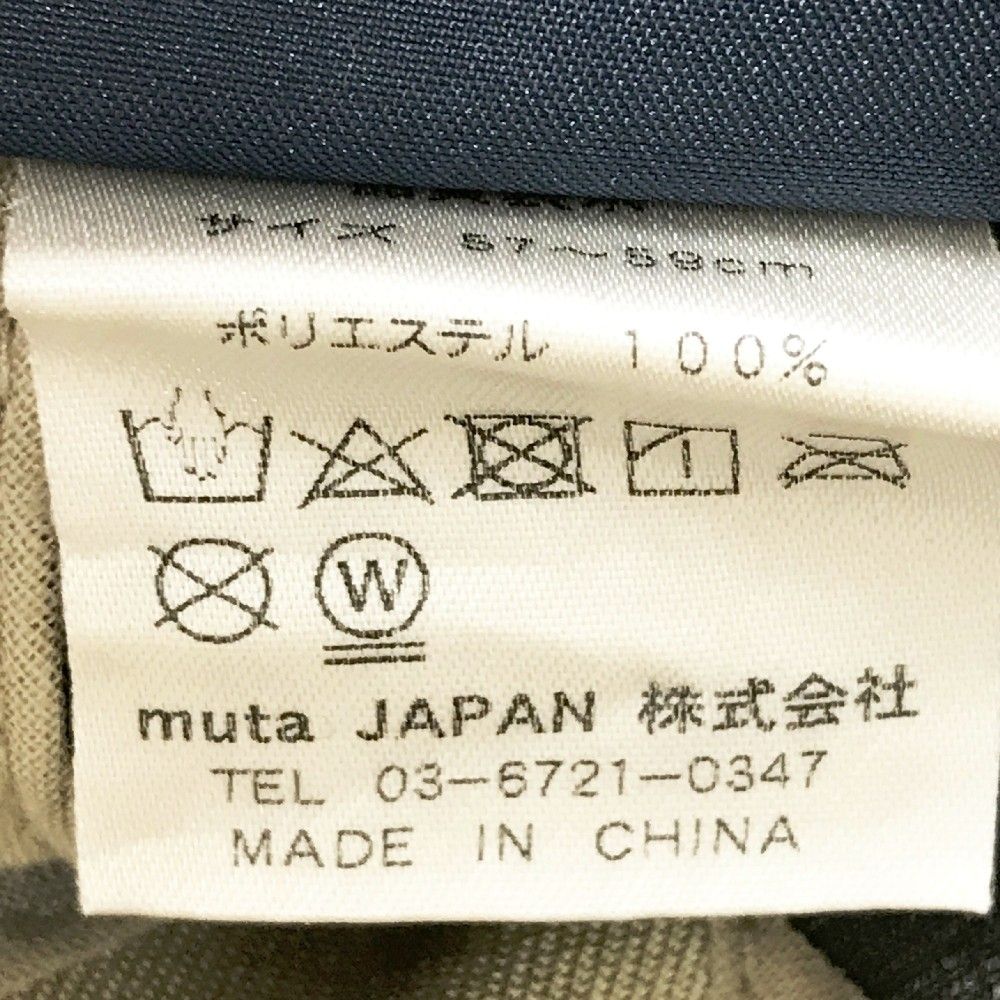 サイズ 57～59cm
ポリエステル 100%
W
muta JAPAN 株式会社
TEL 03-6721-0347
MADE IN CHINA